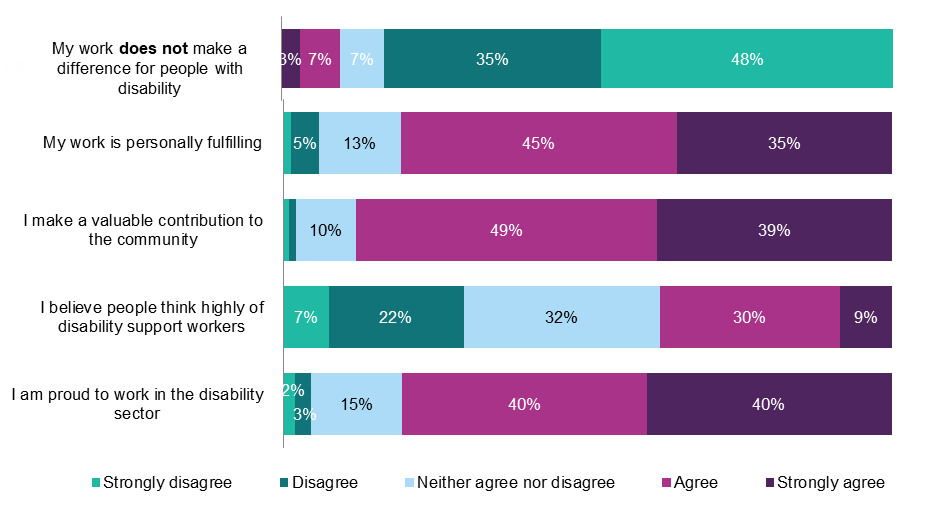 My work does not make a
difference for people with
disability
3% 7% 7% 35% 48%
My work is personally fulfilling
5% 13% 45% 35%
I make a valuable contribution to
the community
10% 49% 39%
I believe people think highly of
disability support workers
7% 22% 32% 30% 9%
I am proud to work in the disability
sector
2% 3% 15% 40% 40%
Strongly disagree Disagree Neither agree nor disagree Agree Strongly agree